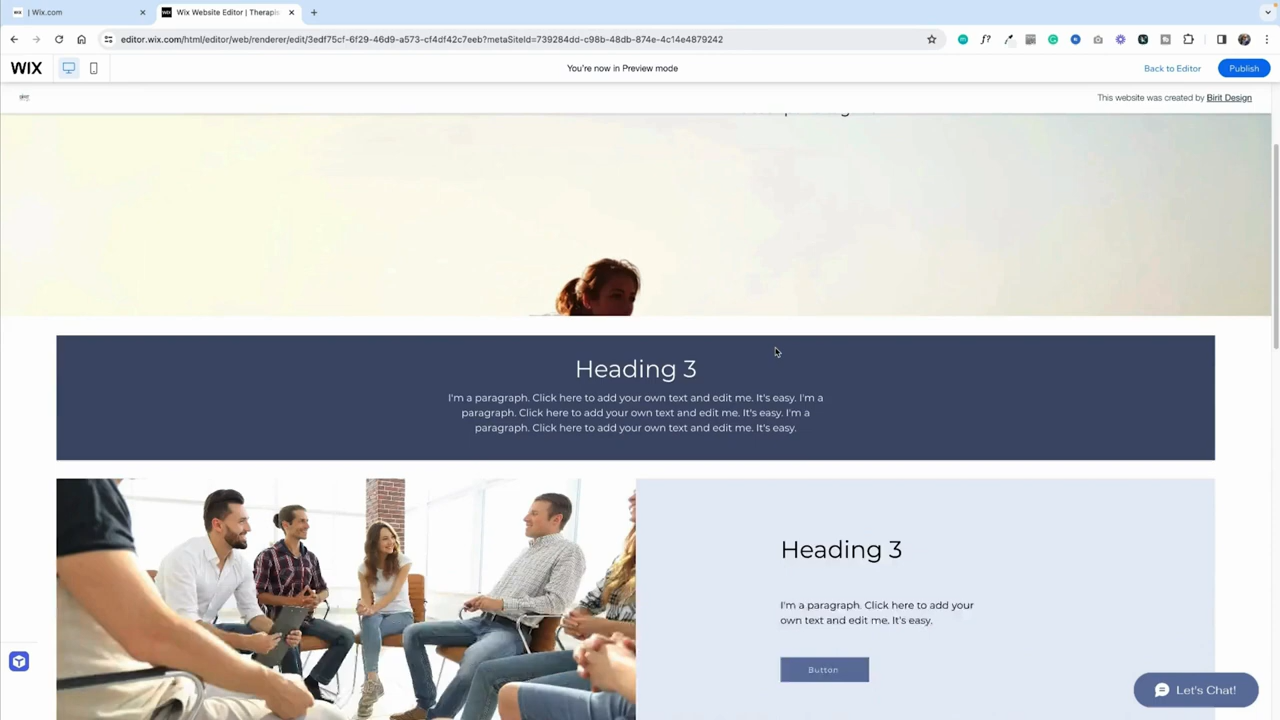 | Wix.com
Wix Website Editor | Therapis
editor.wix.com/html/editor/web/renderer/edit/3edf75cf-6f29-46d9-a573-cf4df42c7eeb?metaSiteId=739284dd-c98b-48db-874e-4c14e4879242
WIX
You're now in Preview mode
Back to Editor
Publish
This website was created by Birit Design
Heading 3
I'm a paragraph. Click here to add your own text and edit me. It's easy. I'm a
paragraph. Click here to add your own text and edit me. It's easy. I'm a
paragraph. Click here to add your own text and edit me. It's easy.
Heading 3
I'm a paragraph. Click here to add your
own text and edit me. It's easy.
Button
Let's Chat!